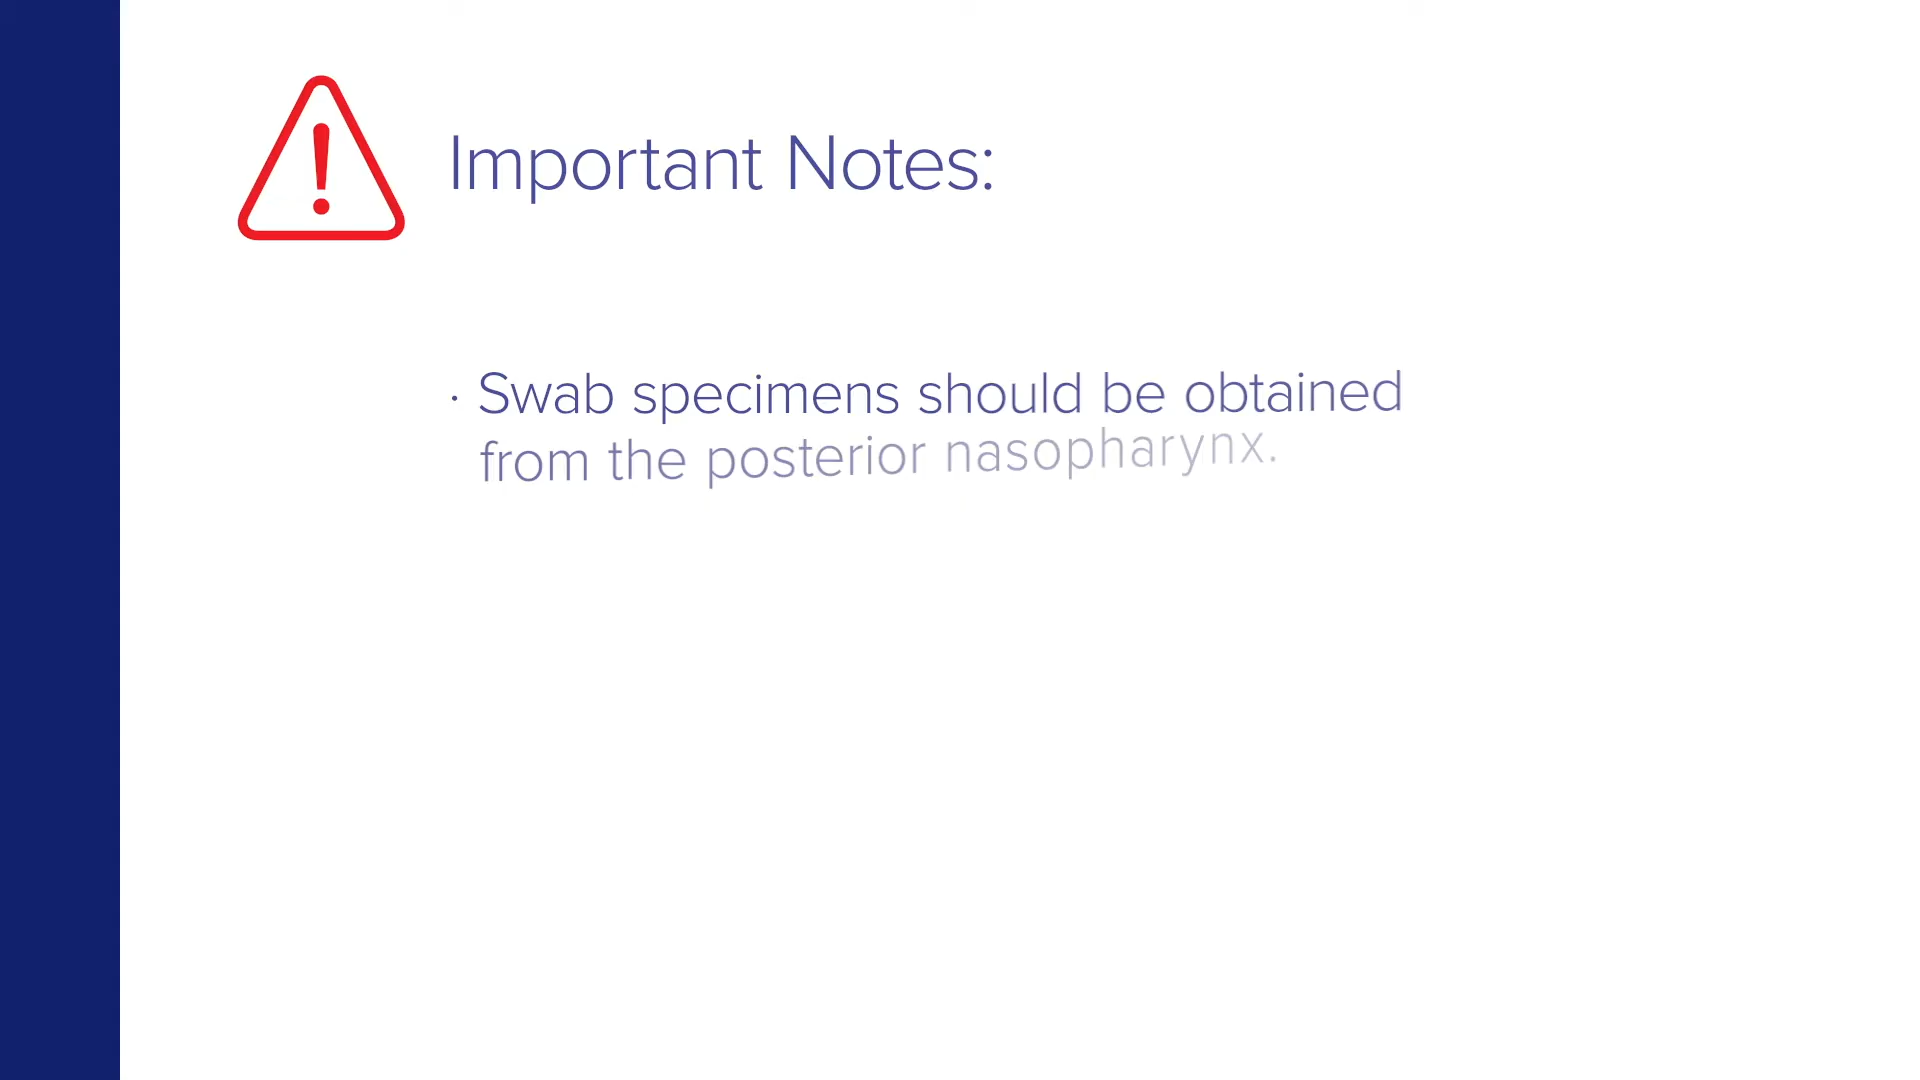 Important Notes:
· Swab specimens should be obtained
from the posterior nasopharynx.